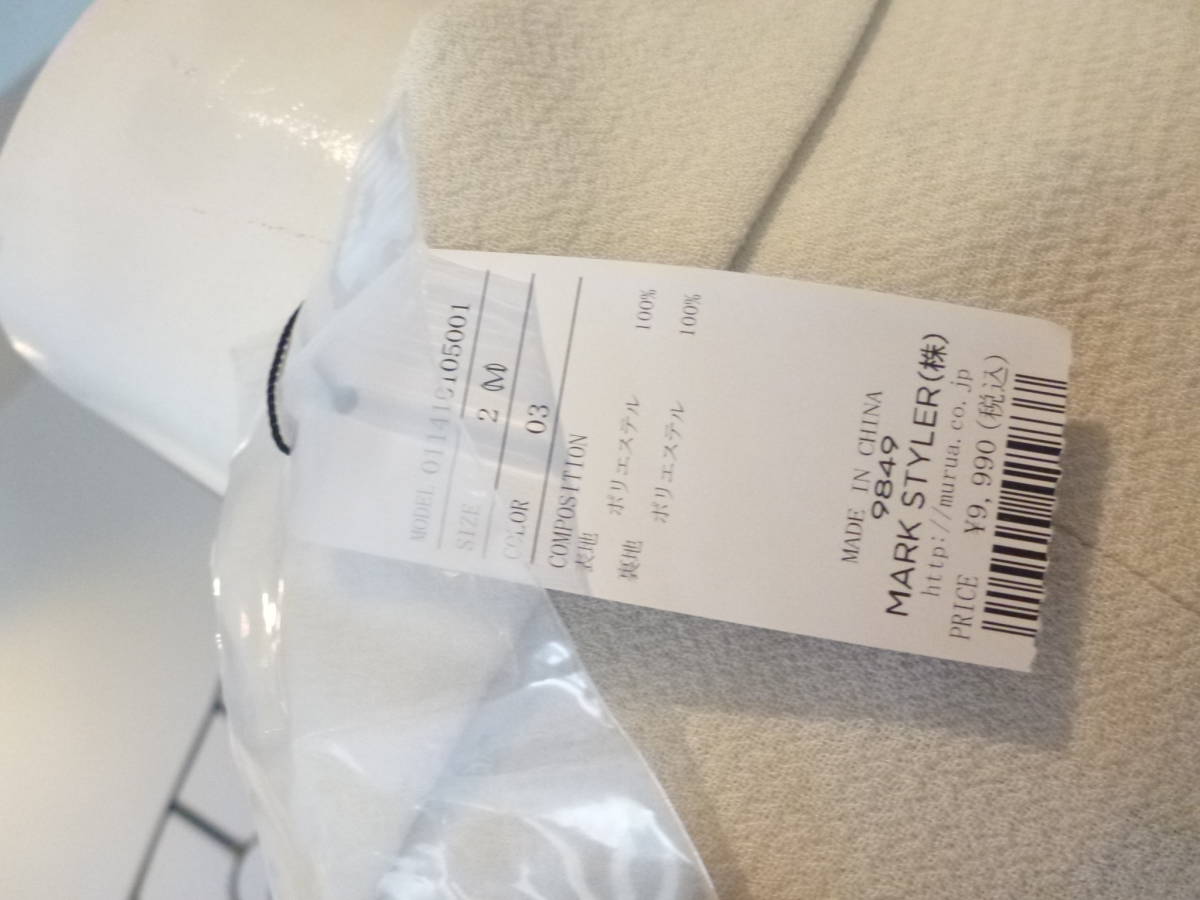 MODEL 011419105001
SIZE 2 (M)
COLOR 03
COMPOSITION
表地 ポリエステル 100%
裏地 ポリエステル 100%
MADE IN CHINA
9849
MARK STYLER(株)
http://murua.co.jp
PRICE ¥9,990(税込)